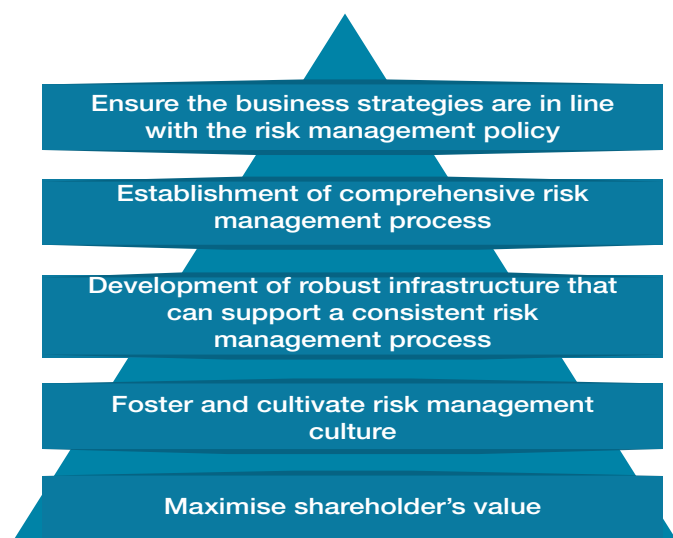 Ensure the business strategies are in line
with the risk management policy
Establishment of comprehensive risk
management process
Development of robust infrastructure that
can support a consistent risk
management process
Foster and cultivate risk management
culture
Maximise shareholder’s value